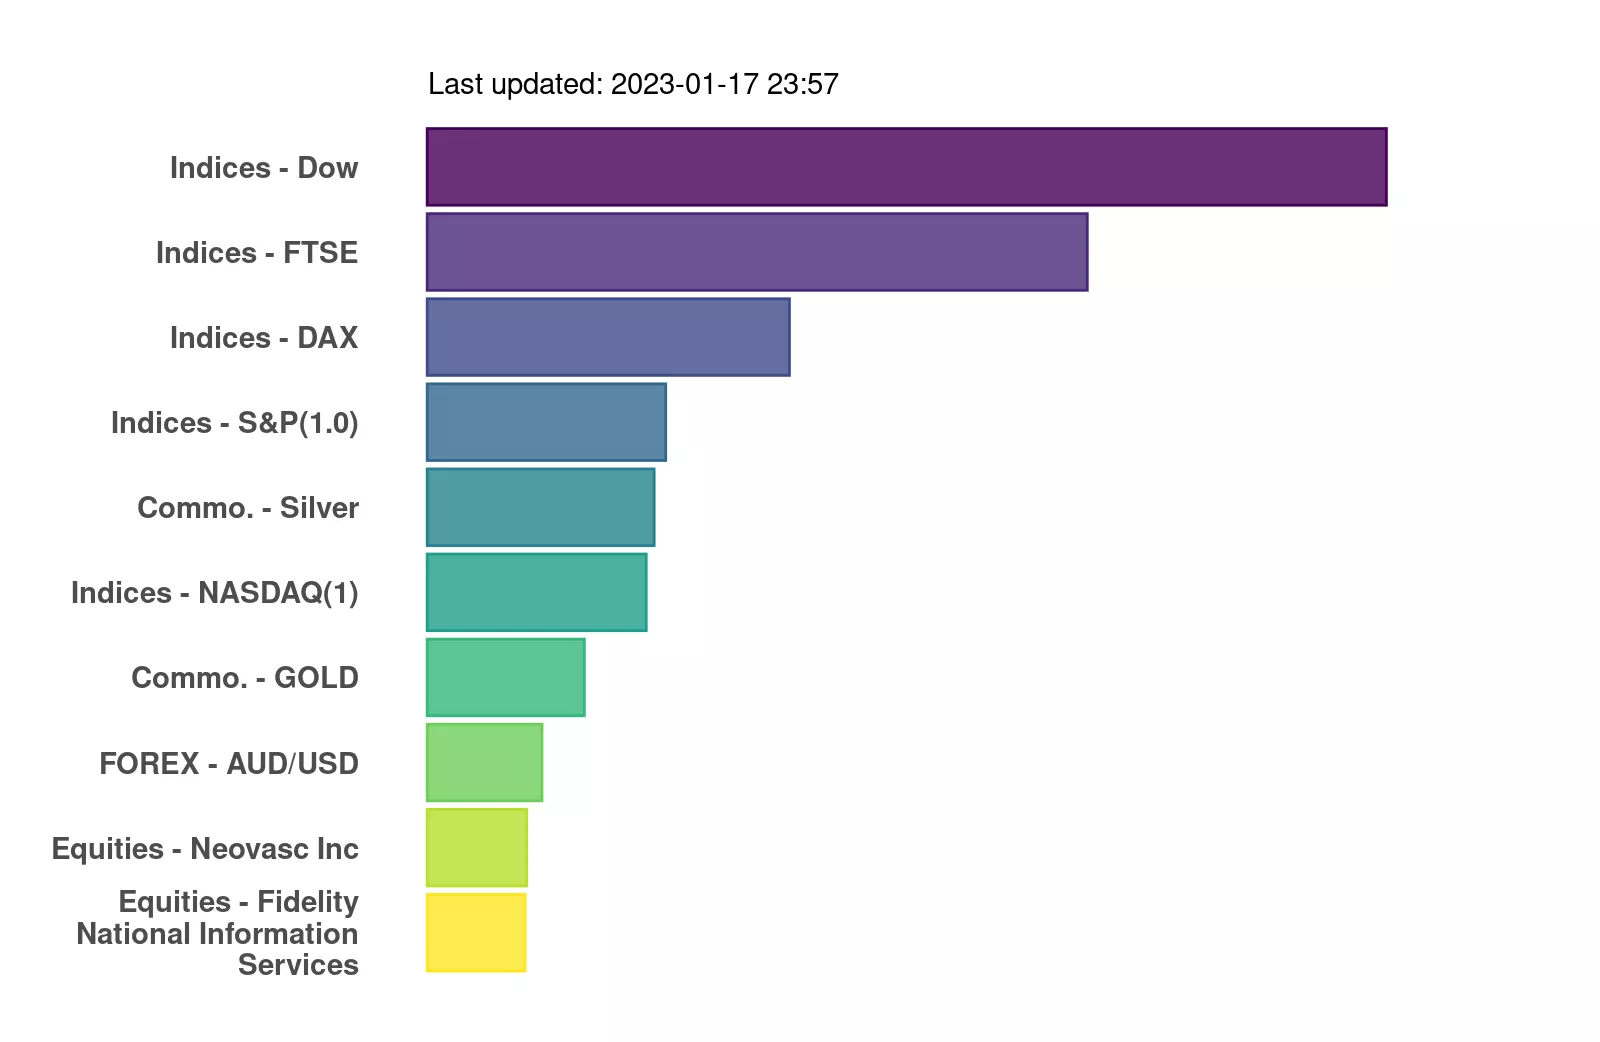 Last updated: 2023-01-17 23:57
Indices - Dow
Indices - FTSE
Indices - DAX
Indices - S&P(1.0)
Commo. - Silver
Indices - NASDAQ(1)
Commo. - GOLD
FOREX - AUD/USD
Equities - Neovasc Inc
Equities - Fidelity
National Information
Services